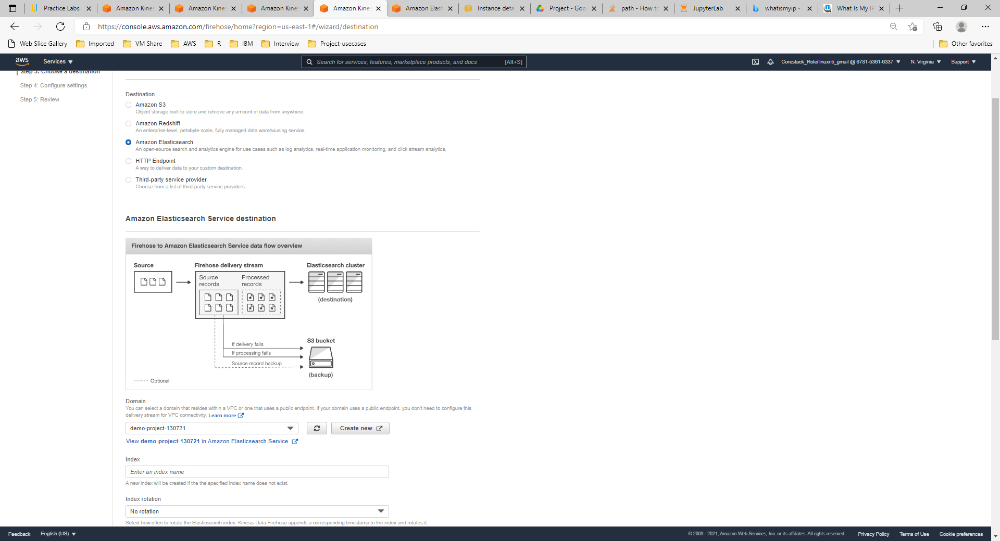 Practice Labs
Amazon Kine
Amazon Kine
Amazon Kine
Amazon Kine
Amazon Elast
Instance deta
Project - Goo
path - How to
JupyterLab
whatismyip -
What Is My IP
https://console.aws.amazon.com/firehose/home?region=us-east-1#/wizard/destination
Web Slice Gallery
Imported
VM Share
AWS
R
IBM
Interview
Project-usecases
Other favorites
aws
Services
Search for services, features, marketplace products, and docs
[Alt+S]
Corestack_Role/linuxriti_gmail @ 6781-5361-6337
N. Virginia
Support
Step 3: Choose a destination
Step 4: Configure settings
Step 5: Review
Destination
Amazon S3
Object storage built to store and retrieve any amount of data from anywhere.
Amazon Redshift
An enterprise-level, petabyte scale, fully managed data warehousing service.
Amazon Elasticsearch
An open-source search and analytics engine for use cases such as log analytics, real-time application monitoring, and click stream analytics.
HTTP Endpoint
A way to deliver data to your custom destination.
Third-party service provider
Choose from a list of third-party service providers.
Amazon Elasticsearch Service destination
Firehose to Amazon Elasticsearch Service data flow overview
Source
Firehose delivery stream
Elasticsearch cluster
Source
records
Processed
records
(destination)
S3 bucket
If delivery fails
If processing fails
Source record backup
(backup)
Optional
Domain
You can select a domain that resides within a VPC or one that uses a public endpoint. If your domain uses a public endpoint, you don't need to configure this
delivery stream for VPC connectivity. Learn more
demo-project-130721
Create new
View demo-project-130721 in Amazon Elasticsearch Service
Index
Enter an index name
A new index will be created if the the specified index name does not exist.
Index rotation
No rotation
Select how often to rotate the Elasticsearch index. Kinesis Data Firehose appends a corresponding timestamp to the index and rotates it.
Feedback
English (US)
© 2008 - 2021, Amazon Web Services, Inc. or its affiliates. All rights reserved.
Privacy Policy
Terms of Use
Cookie preferences